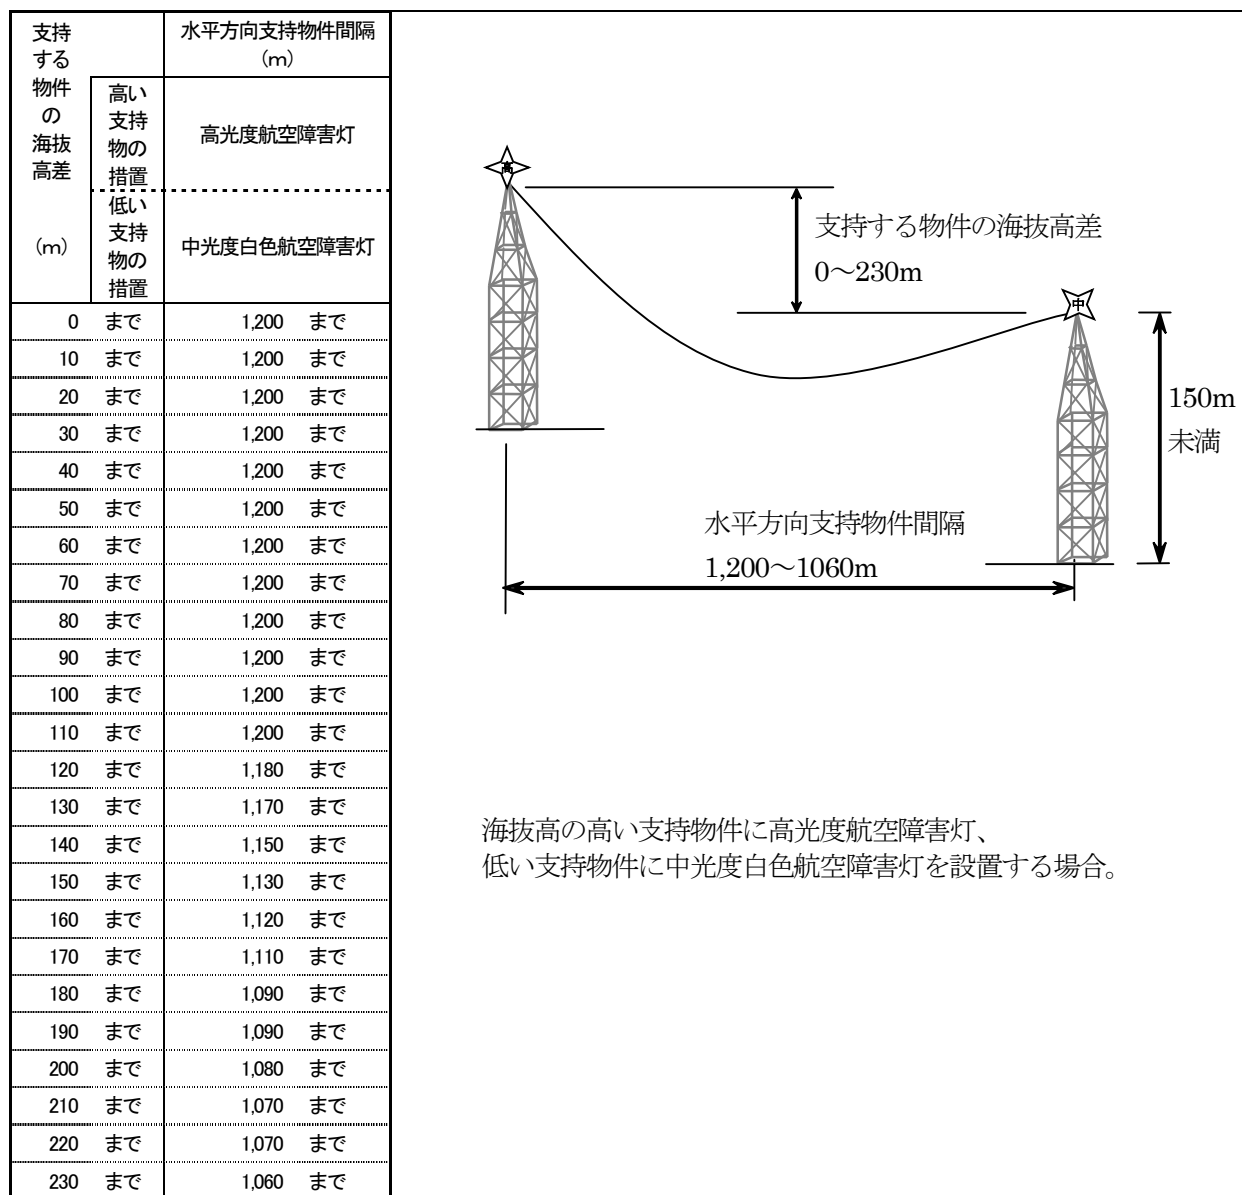 支持
する
物件
の
海抜
高差
(m)
水平方向支持物件間隔
(m)
高い
支持
物の
措置
高光度航空障害灯
低い
支持
物の
措置
中光度白色航空障害灯
0 まで 1,200 まで
10 まで 1,200 まで
20 まで 1,200 まで
30 まで 1,200 まで
40 まで 1,200 まで
50 まで 1,200 まで
60 まで 1,200 まで
70 まで 1,200 まで
80 まで 1,200 まで
90 まで 1,200 まで
100 まで 1,200 まで
110 まで 1,200 まで
120 まで 1,180 まで
130 まで 1,170 まで
140 まで 1,150 まで
150 まで 1,130 まで
160 まで 1,120 まで
170 まで 1,110 まで
180 まで 1,090 まで
190 まで 1,090 まで
200 まで 1,080 まで
210 まで 1,070 まで
220 まで 1,070 まで
230 まで 1,060 まで
高
支持する物件の海抜高差
0～230m
中
150m
未満
水平方向支持物件間隔
1,200～1060m
海抜高の高い支持物件に高光度航空障害灯、
低い支持物件に中光度白色航空障害灯を設置する場合。